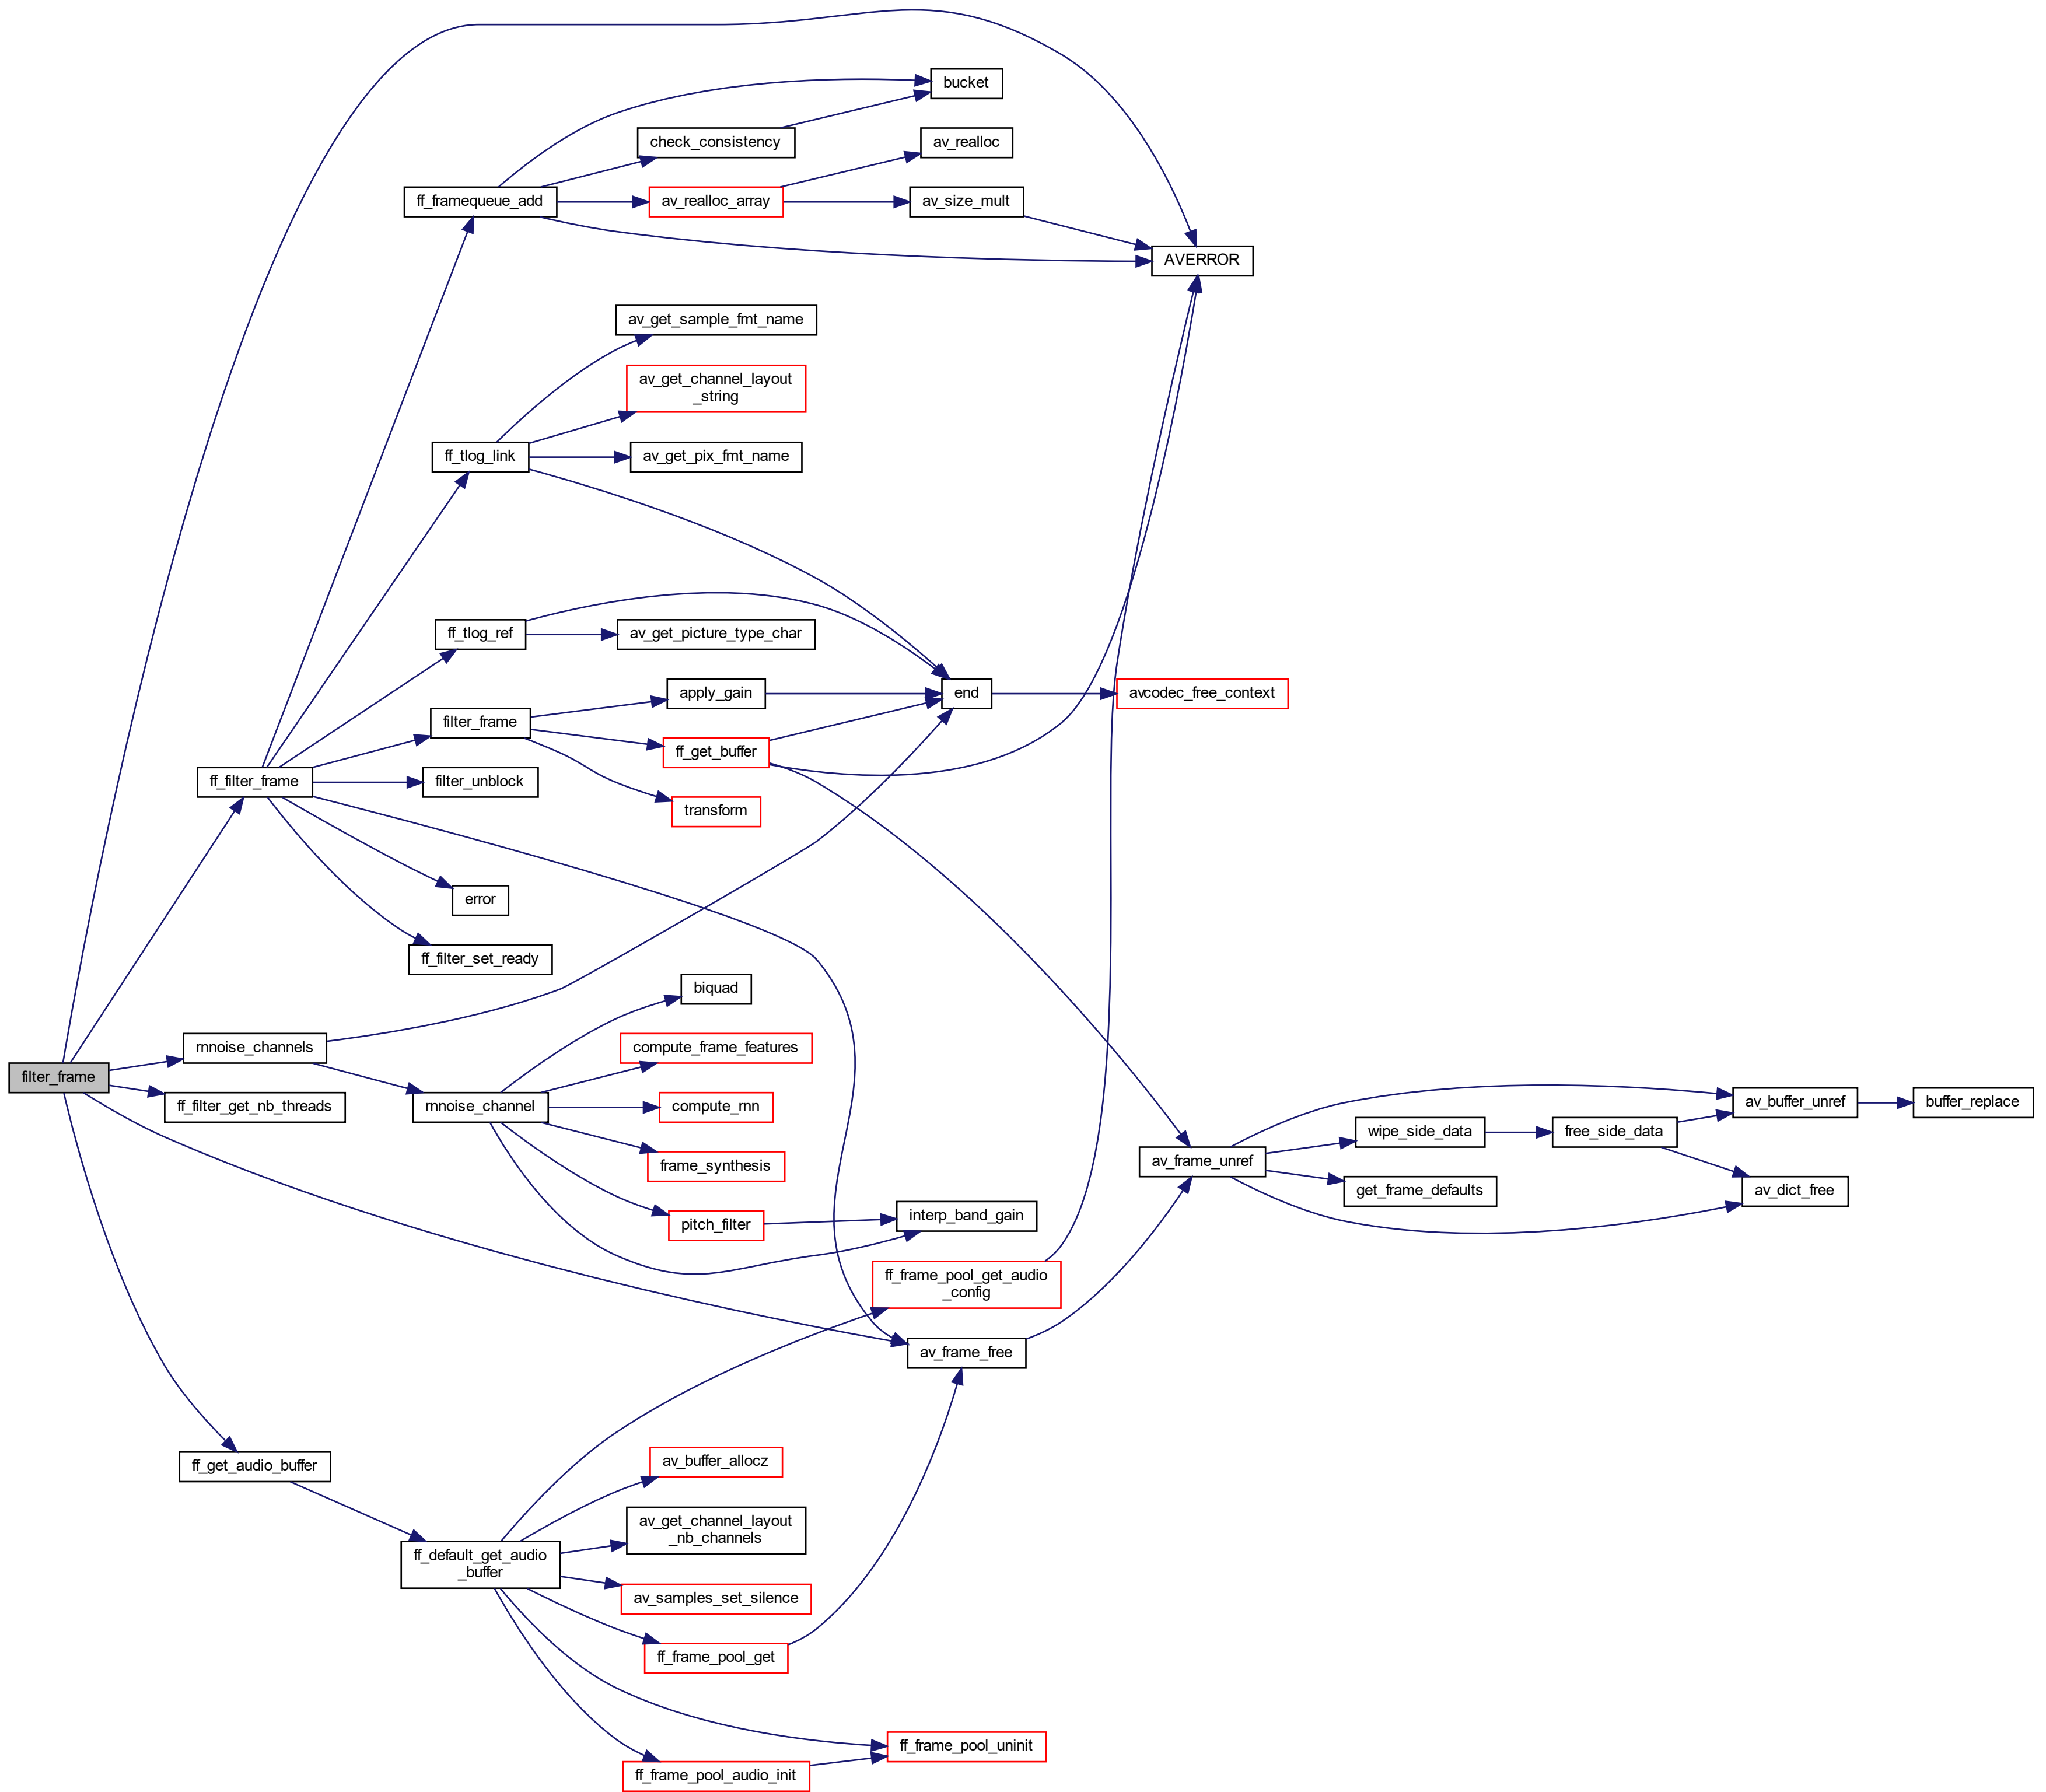 bucket
check_consistency
av_realloc
ff_framequeue_add
av_realloc_array
av_size_mult
AVERROR
av_get_sample_fmt_name
av_get_channel_layout
_string
ff_tlog_link
av_get_pix_fmt_name
ff_tlog_ref
av_get_picture_type_char
apply_gain
end
avcodec_free_context
filter_frame
ff_get_buffer
ff_filter_frame
filter_unblock
transform
error
ff_filter_set_ready
biquad
rnnoise_channels
compute_frame_features
filter_frame
ff_filter_get_nb_threads
rnnoise_channel
compute_rnn
av_buffer_unref
buffer_replace
wipe_side_data
free_side_data
frame_synthesis
av_frame_unref
get_frame_defaults
av_dict_free
pitch_filter
interp_band_gain
ff_frame_pool_get_audio
_config
av_frame_free
ff_get_audio_buffer
av_buffer_allocz
av_get_channel_layout
_nb_channels
ff_default_get_audio
_buffer
av_samples_set_silence
ff_frame_pool_get
ff_frame_pool_uninit
ff_frame_pool_audio_init